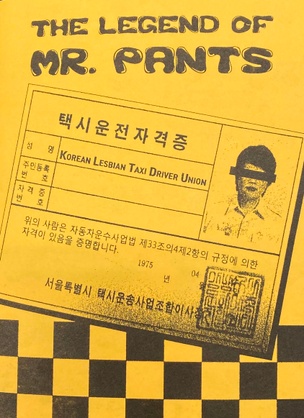 THE LEGEND OF
MR. PANTS
택시운전자격증
성 명
KOREAN LESBIAN TAXI DRIVER UNION
주민등록
번 호
자격증
번 호
위의 사람은 자동차운수사업법 제33조의4제2항의 규정에 의한
자격이 있음을 증명합니다.
1975 년 04
서울특별시 택시운송사업조합이사